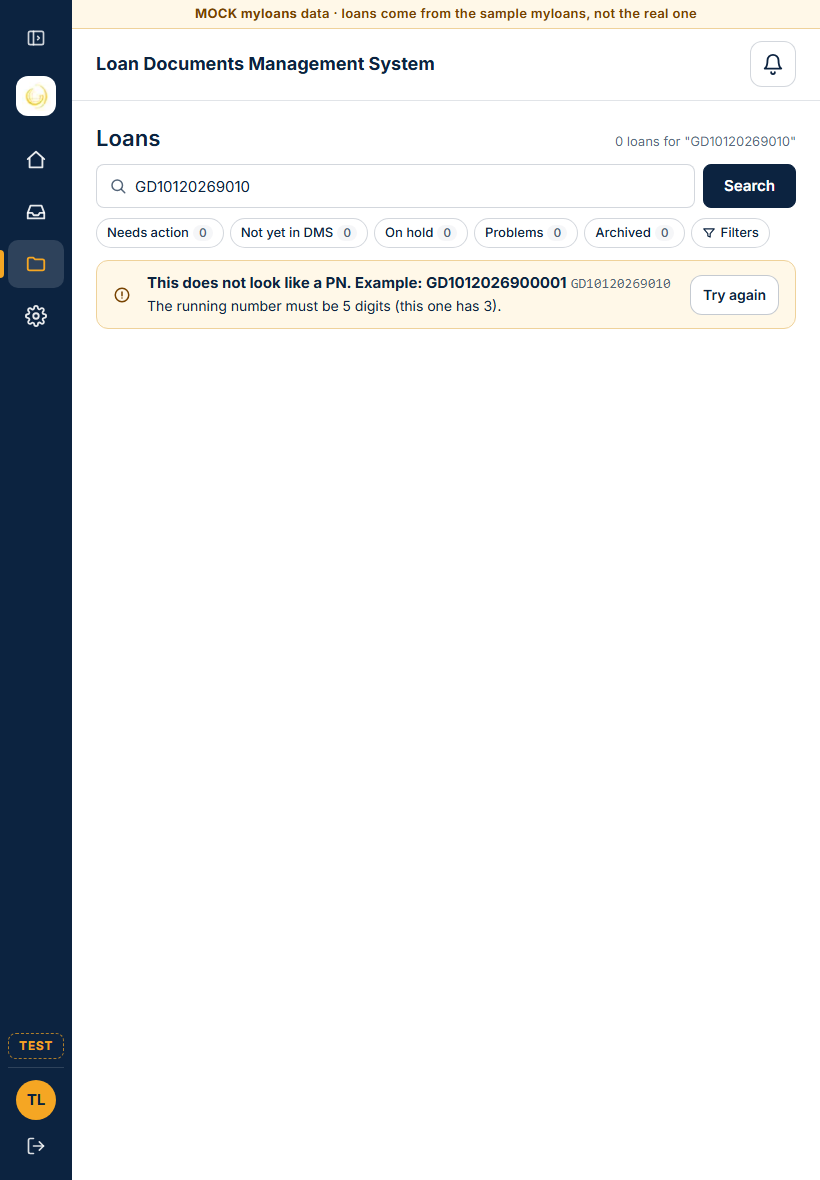 MOCK myloans data · loans come from the sample myloans, not the real one
Loan Documents Management System
Loans
0 loans for "GD10120269010"
GD10120269010
Search
Needs action 0
Not yet in DMS 0
On hold 0
Problems 0
Archived 0
Filters
This does not look like a PN. Example: GD1012026900001 GD10120269010
The running number must be 5 digits (this one has 3).
Try again
TEST
TL